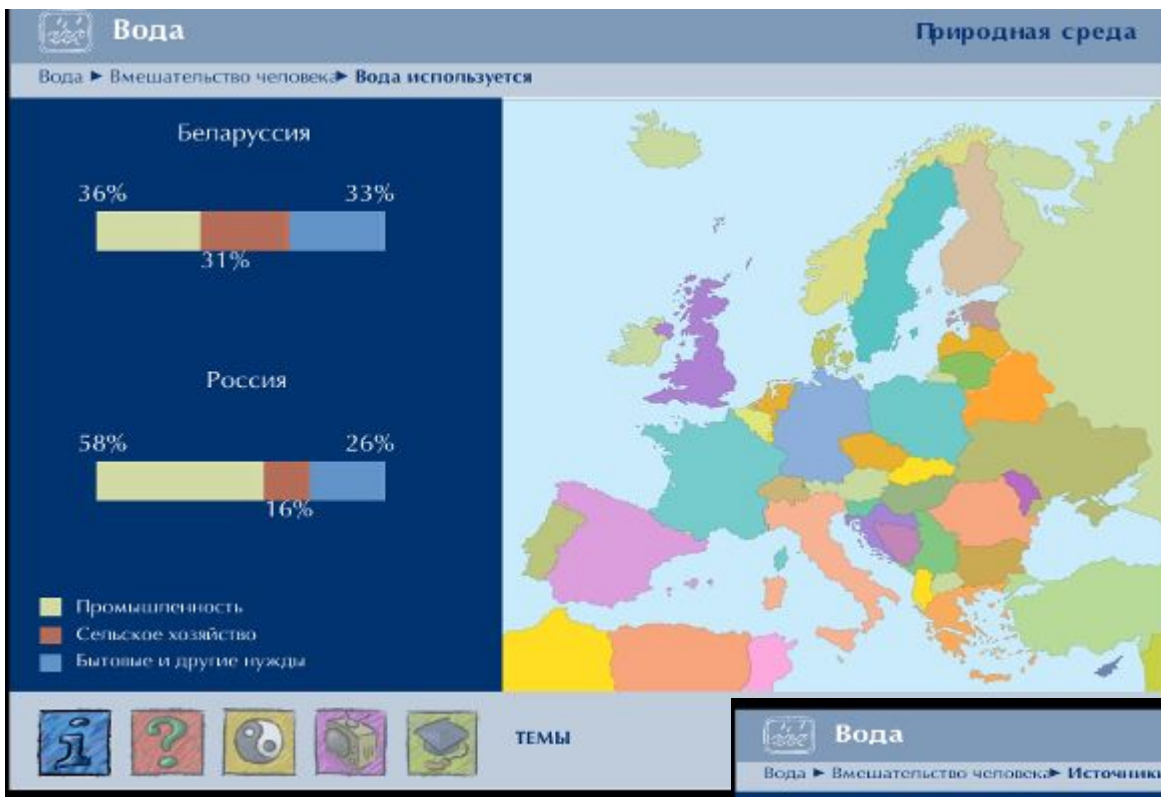 Вода
Природная среда
Вода ► Вмешательство человека► Вода используется
Беларуссия
36%
33%
31%
Россия
58%
26%
16%
Промышленность
Сельское хозяйство
Бытовые и другие нужды
ТЕМЫ
Вода
Вода ► Вмешательство человека► Источники